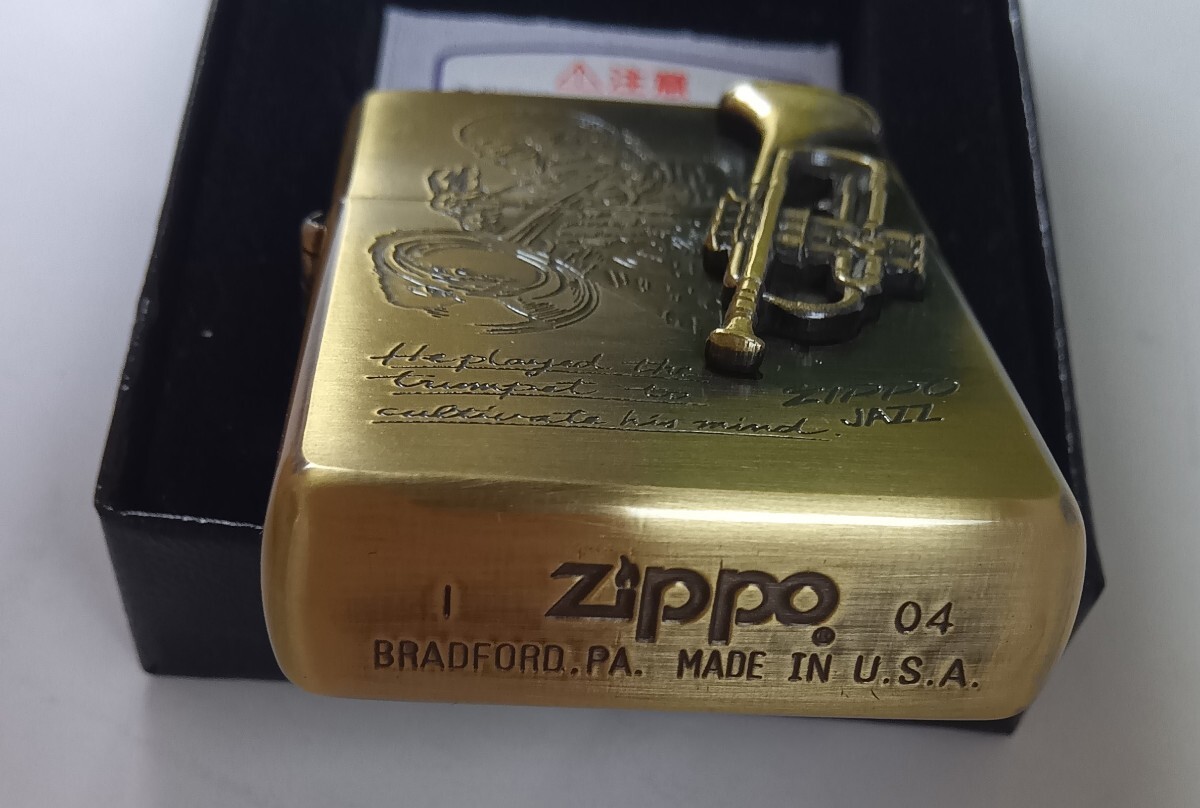 ⚠注意
He played the
trumpet to
cultivate his mind.
ZIPPO
JAZZ
I Zippo® 04
BRADFORD.PA. MADE IN U.S.A.